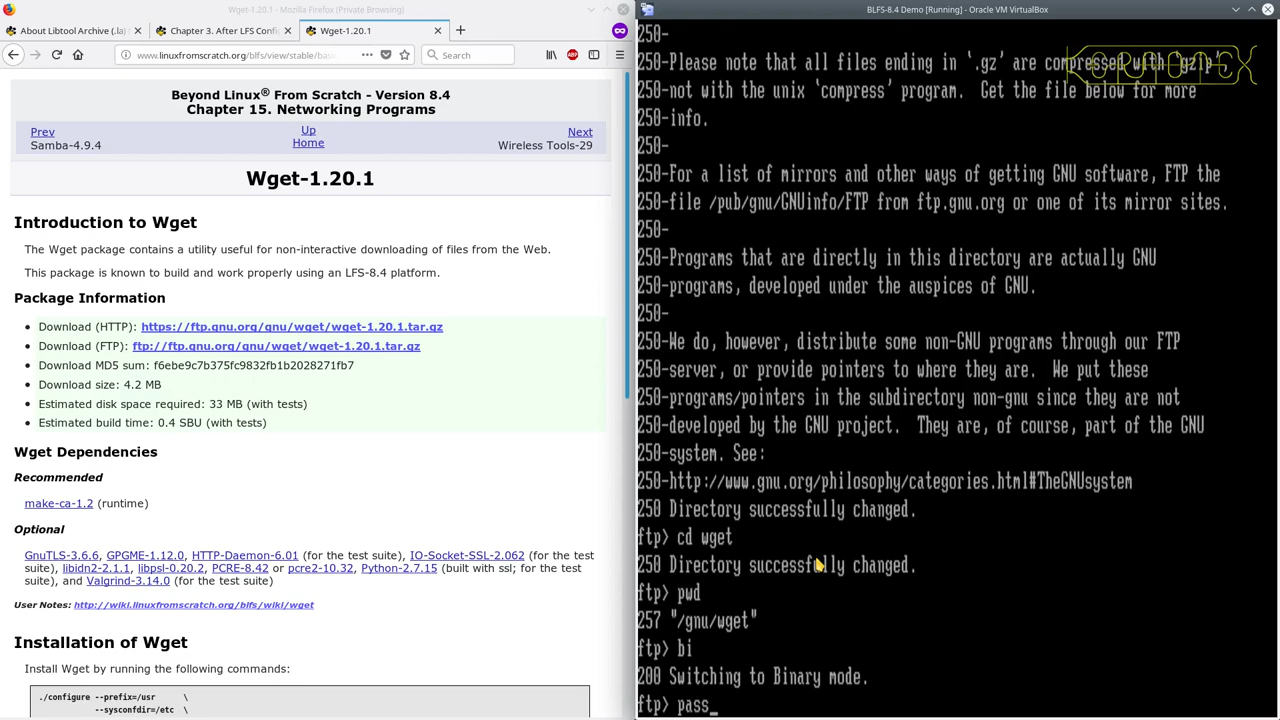 Wget-1.20.1 - Mozilla Firefox (Private Browsing)
About Libtool Archive (.la)
Chapter 3. After LFS Confi
Wget-1.20.1
www.linuxfromscratch.org/blfs/view/stable/bas
Search
Beyond Linux® From Scratch - Version 8.4
Chapter 15. Networking Programs
Prev
Up
Next
Samba-4.9.4
Home
Wireless Tools-29
Wget-1.20.1
Introduction to Wget
The Wget package contains a utility useful for non-interactive downloading of files from the Web.
This package is known to build and work properly using an LFS-8.4 platform.
Package Information
• Download (HTTP): https://ftp.gnu.org/gnu/wget/wget-1.20.1.tar.gz
• Download (FTP): ftp://ftp.gnu.org/gnu/wget/wget-1.20.1.tar.gz
• Download MD5 sum: f6ebe9c7b375fc9832fb1b2028271fb7
• Download size: 4.2 MB
• Estimated disk space required: 33 MB (with tests)
• Estimated build time: 0.4 SBU (with tests)
Wget Dependencies
Recommended
make-ca-1.2 (runtime)
Optional
GnuTLS-3.6.6, GPGME-1.12.0, HTTP-Daemon-6.01 (for the test suite), IO-Socket-SSL-2.062 (for the test
suite), libidn2-2.1.1, libpsl-0.20.2, PCRE-8.42 or pcre2-10.32, Python-2.7.15 (built with ssl; for the test
suite), and Valgrind-3.14.0 (for the test suite)
User Notes: http://wiki.linuxfromscratch.org/blfs/wiki/wget
Installation of Wget
Install Wget by running the following commands:
./configure --prefix=/usr \
--sysconfdir=/etc \
BLFS-8.4 Demo [Running] - Oracle VM VirtualBox
250-
250-Please note that all files ending in '.gz' are compressed with 'gzip',
250-not with the unix 'compress' program. Get the file below for more
250-info.
250-
250-For a list of mirrors and other ways of getting GNU software, FTP the
250-file /pub/gnu/GNUinfo/FTP from ftp.gnu.org or one of its mirror sites.
250-
250-Programs that are directly in this directory are actually GNU
250-programs, developed under the auspices of GNU.
250-
250-We do, however, distribute some non-GNU programs through our FTP
250-server, or provide pointers to where they are. We put these
250-programs/pointers in the subdirectory non-gnu since they are not
250-developed by the GNU project. They are, of course, part of the GNU
250-system. See:
250-http://www.gnu.org/philosophy/categories.html#TheGNUsystem
250 Directory successfully changed.
ftp> cd wget
250 Directory successfully changed.
ftp> pwd
257 "/gnu/wget"
ftp> bi
200 Switching to Binary mode.
ftp> pass_